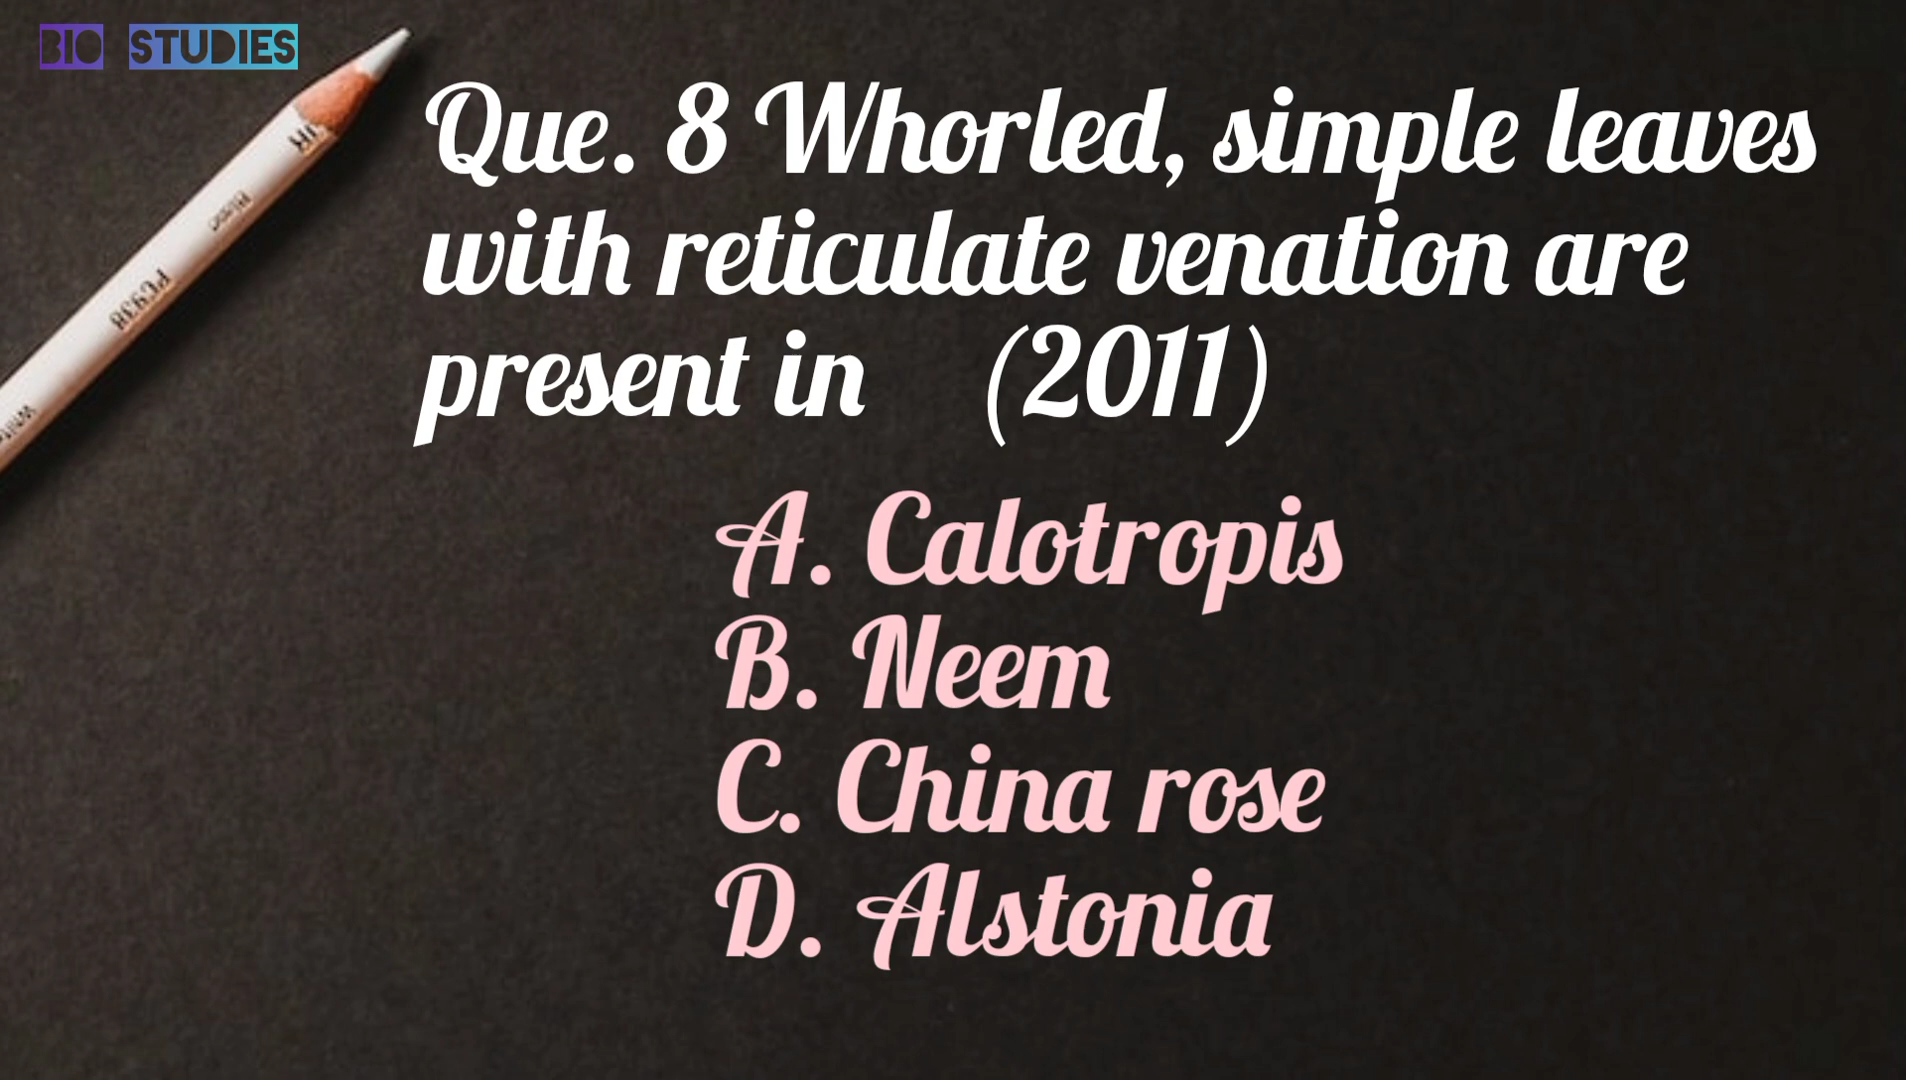 BIO STUDIES
Que. 8 Whorled, simple leaves
with reticulate venation are
present in (2011)
A. Calotropis
B. Neem
C. China rose
D. Alstonia